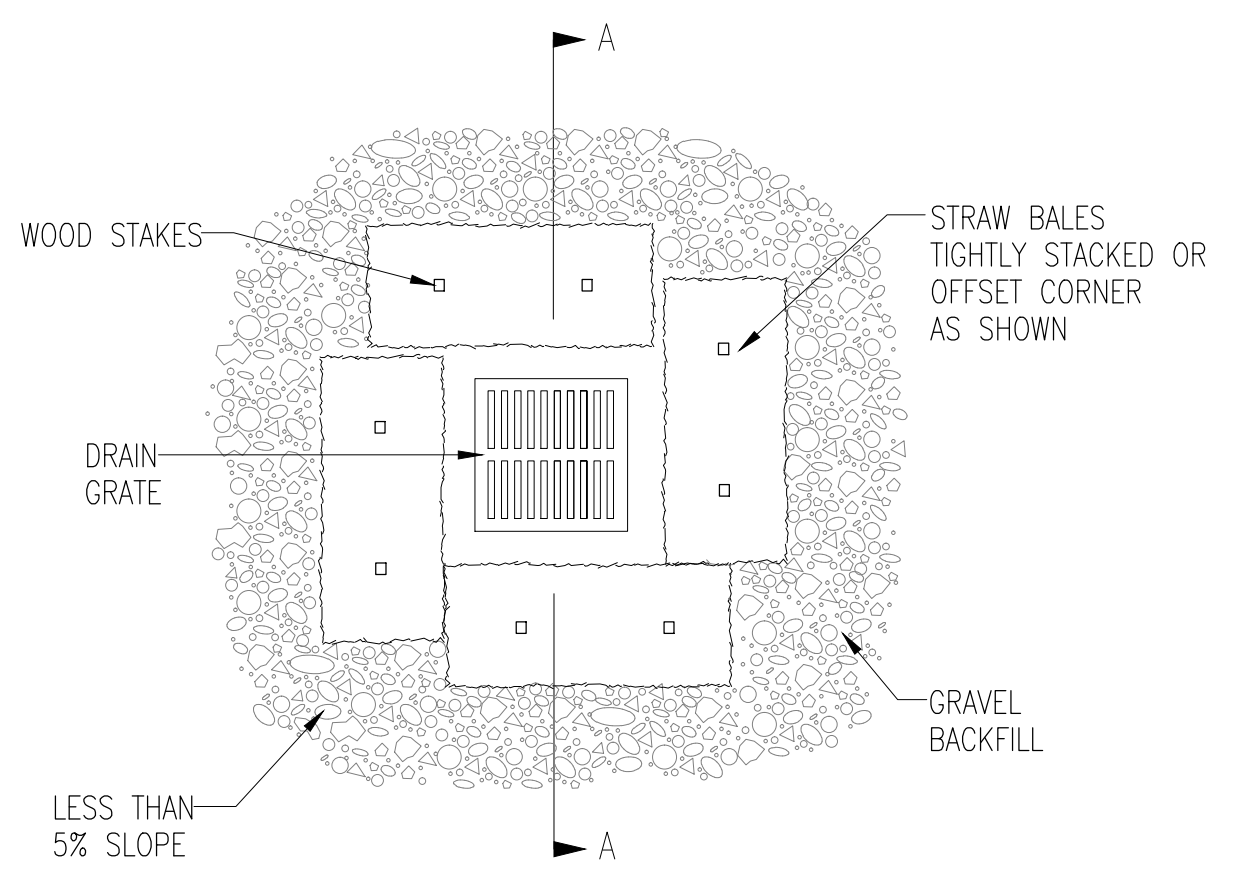 A
WOOD STAKES
STRAW BALES
TIGHTLY STACKED OR
OFFSET CORNER
AS SHOWN
DRAIN
GRATE
GRAVEL
BACKFILL
LESS THAN
5% SLOPE
A